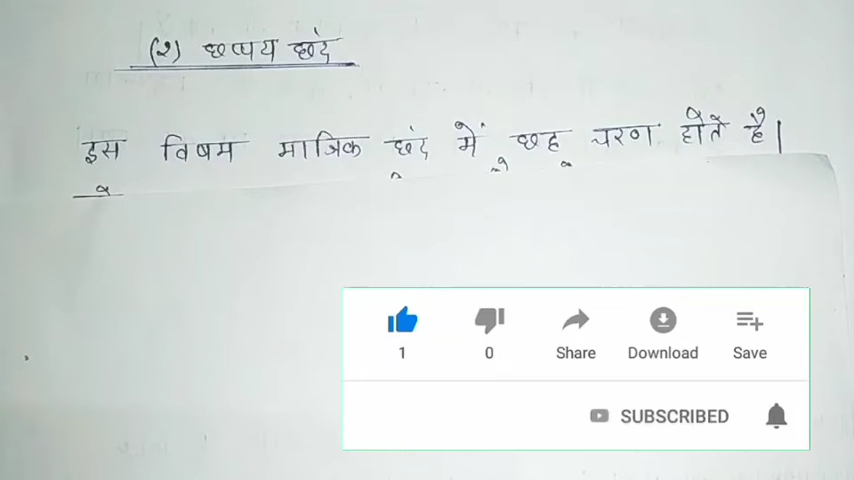 (२) छप्पय छंद
इस विषम मात्रिक छंद में छह चरण होते है।
1 0 Share Download Save
SUBSCRIBED